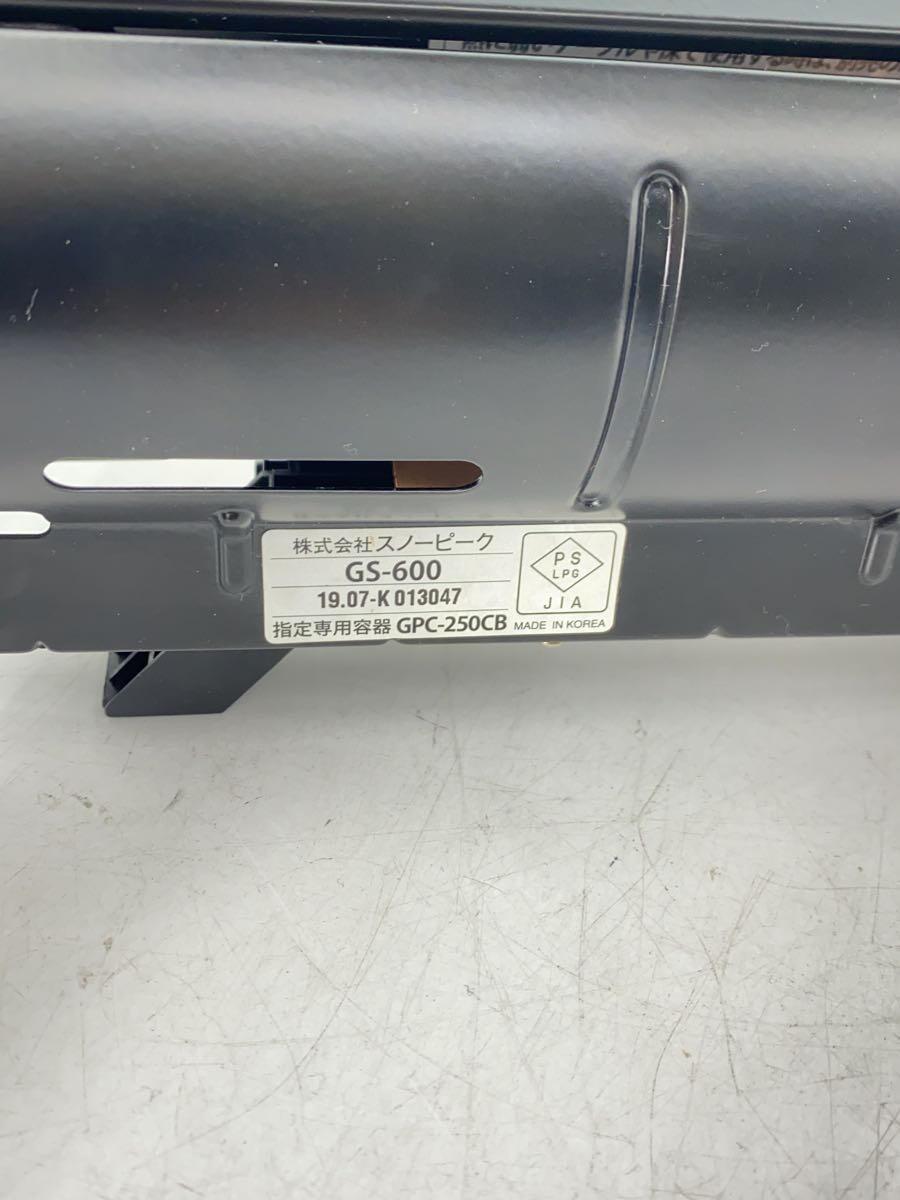 株式会社スノーピーク
GS-600
19.07-K 013047
指定専用容器 GPC-250CB
PS
LPG
JIA
MADE IN KOREA